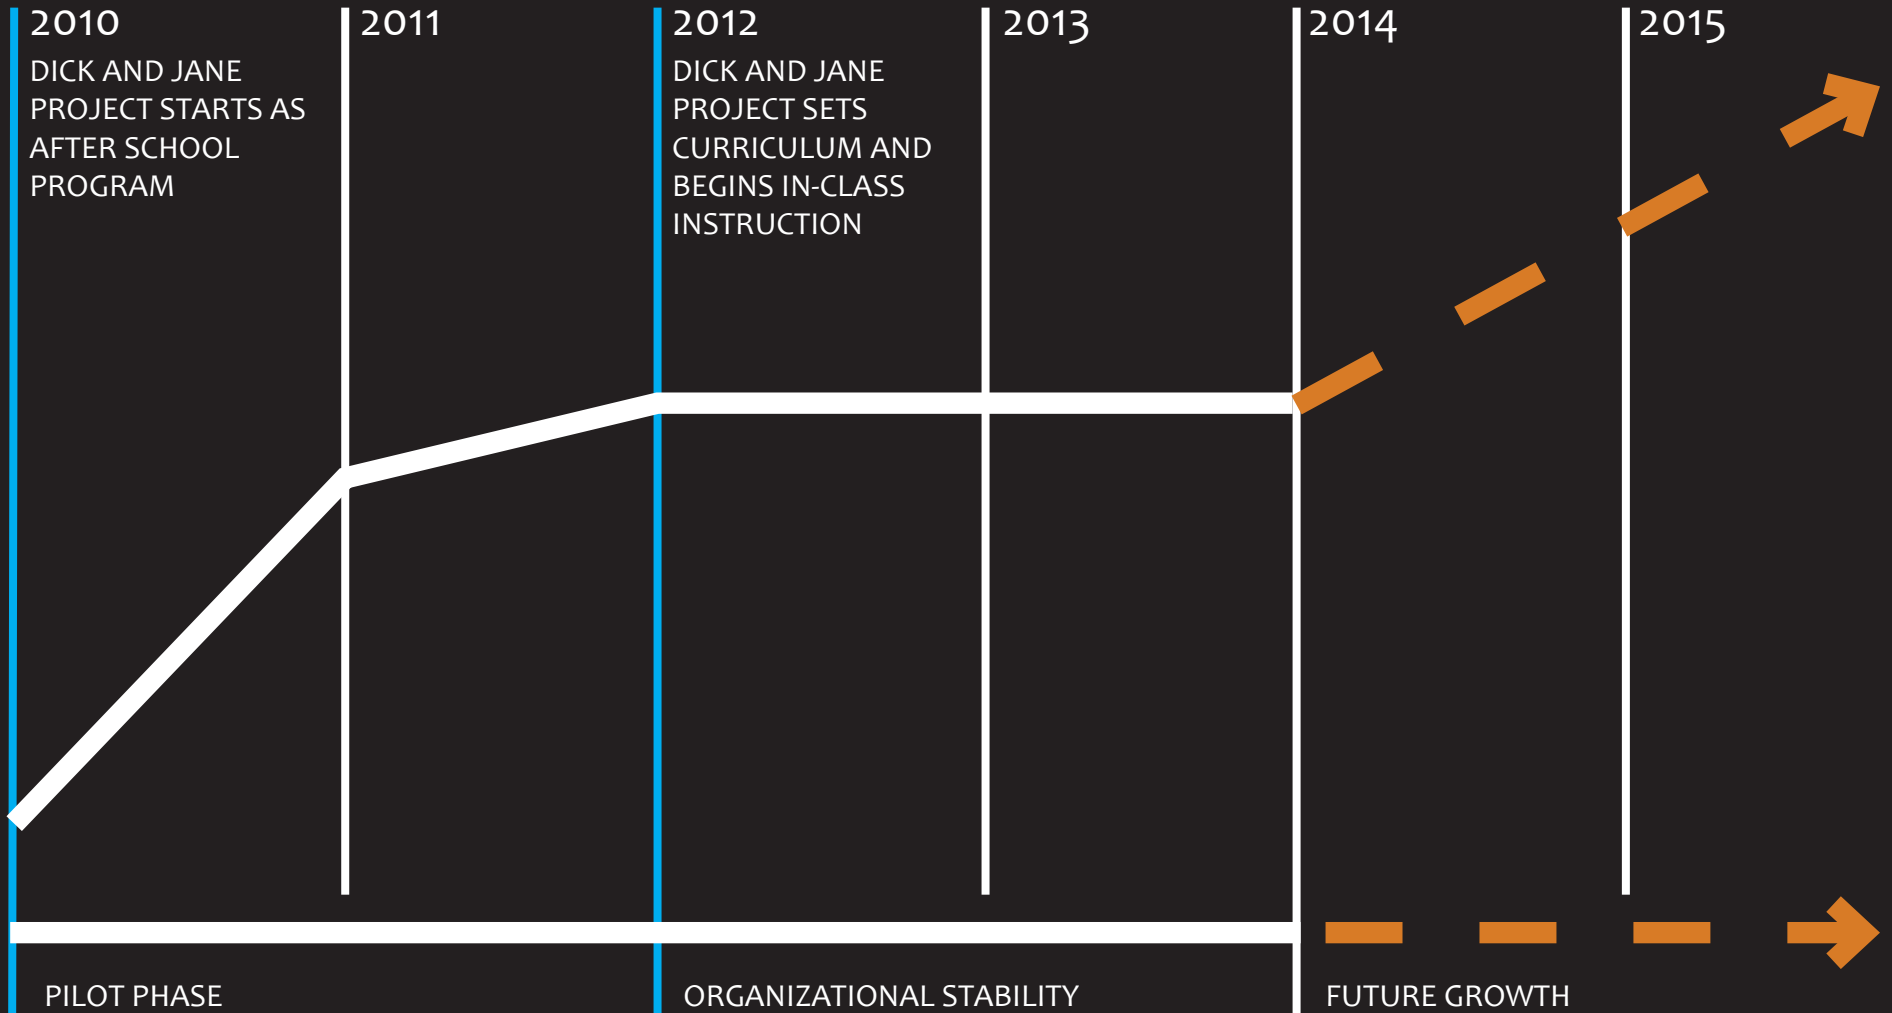 2010
DICK AND JANE
PROJECT STARTS AS
AFTER SCHOOL
PROGRAM
2011
2012
DICK AND JANE
PROJECT SETS
CURRICULUM AND
BEGINS IN-CLASS
INSTRUCTION
2013
2014
2015
PILOT PHASE
ORGANIZATIONAL STABILITY
FUTURE GROWTH